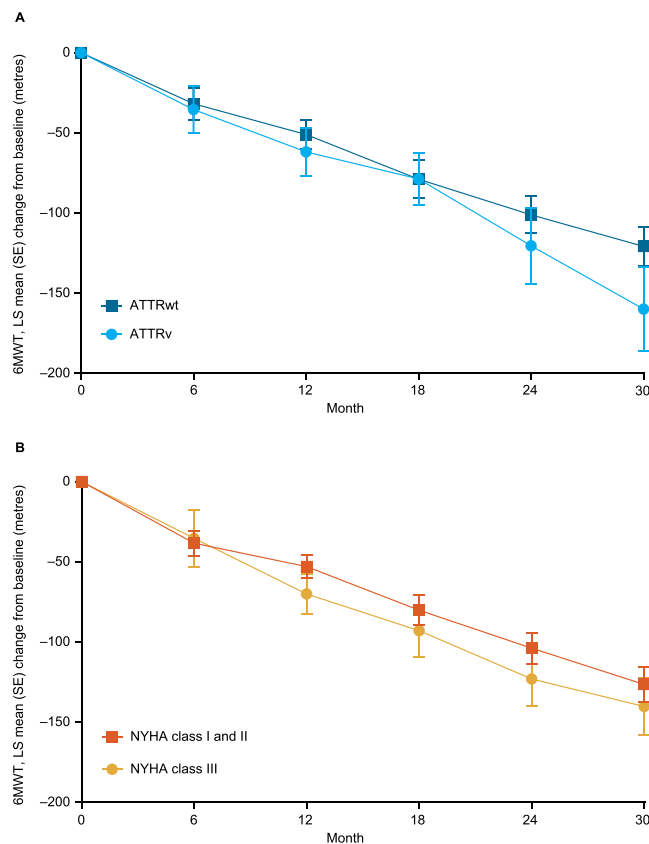 A
6MWT, LS mean (SE) change from baseline (metres)
0
–50
–100
–150
–200
ATTRwt
ATTRv
0 6 12 18 24 30
Month
B
6MWT, LS mean (SE) change from baseline (metres)
0
–50
–100
–150
–200
NYHA class I and II
NYHA class III
0 6 12 18 24 30
Month